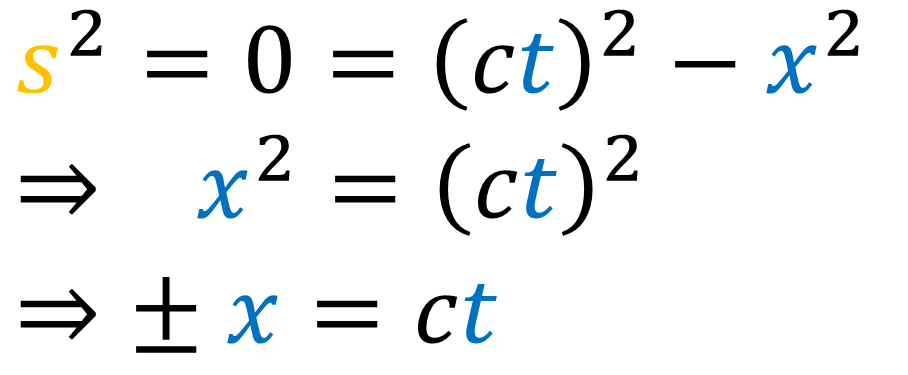 s² = 0 = (ct)² − x²
⇒ x² = (ct)²
⇒ ± x = ct